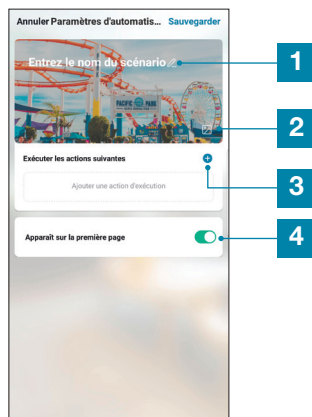 Annuler Paramètres d'automatis... Sauvegarder
Entrez le nom du scénario
1
PACIFIC PARK
2
Exécuter les actions suivantes
3
Ajouter une action d'exécution
Apparaît sur la première page
4